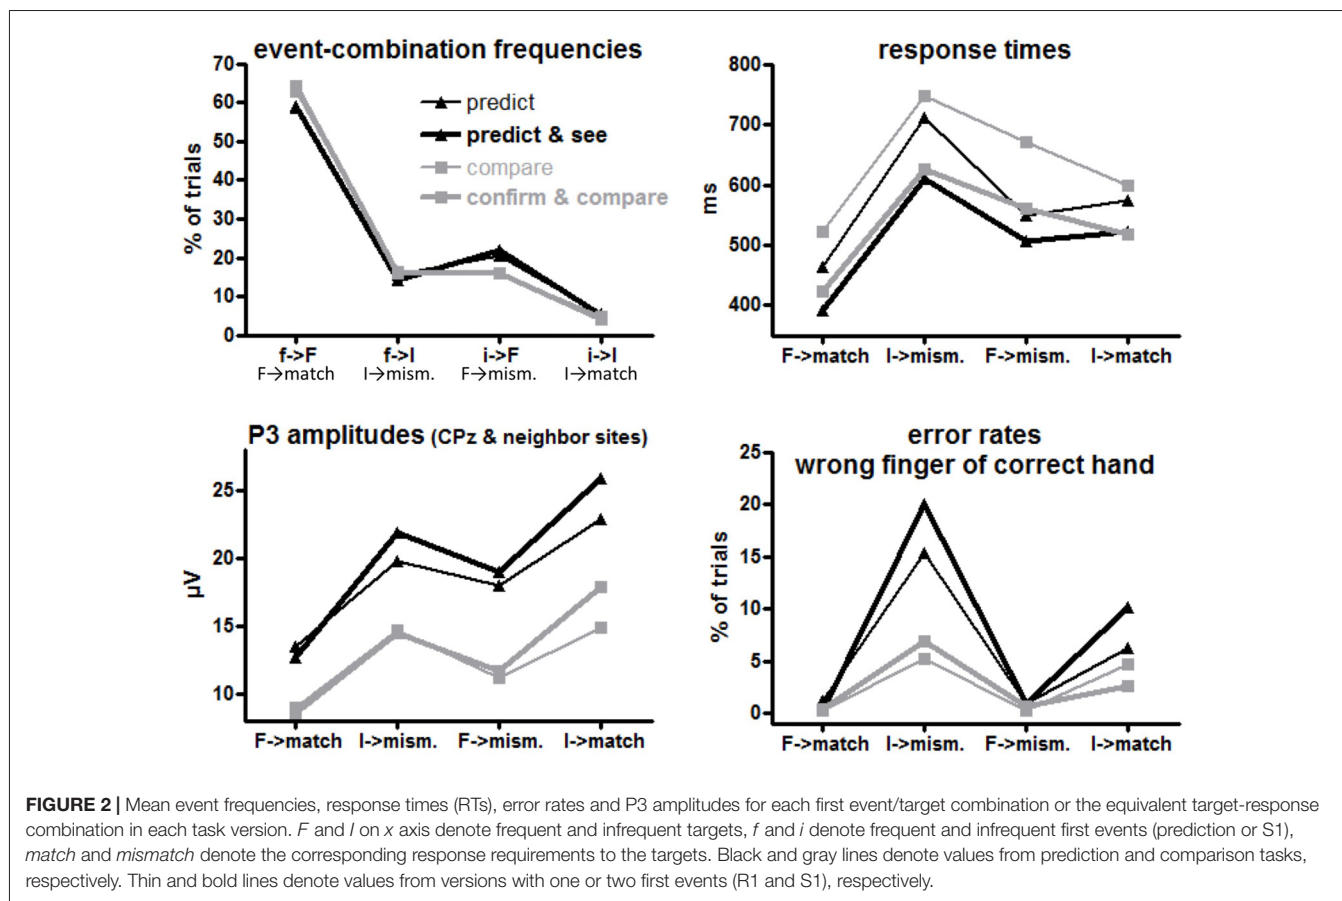 event-combination frequencies
% of trials
70
60
50
40
30
20
10
0
predict
predict & see
compare
confirm & compare
f->F f->I i->F i->I
F→match I→mism. F→mism. I→match
response times
ms
800
700
600
500
400
F->match I->mism. F->mism. I->match
P3 amplitudes (CPz & neighbor sites)
µV
25
20
15
10
F->match I->mism. F->mism. I->match
error rates
wrong finger of correct hand
% of trials
25
20
15
10
5
0
F->match I->mism. F->mism. I->match
FIGURE 2 | Mean event frequencies, response times (RTs), error rates and P3 amplitudes for each first event/target combination or the equivalent target-response
combination in each task version. F and I on x axis denote frequent and infrequent targets, f and i denote frequent and infrequent first events (prediction or S1),
match and mismatch denote the corresponding response requirements to the targets. Black and gray lines denote values from prediction and comparison tasks,
respectively. Thin and bold lines denote values from versions with one or two first events (R1 and S1), respectively.